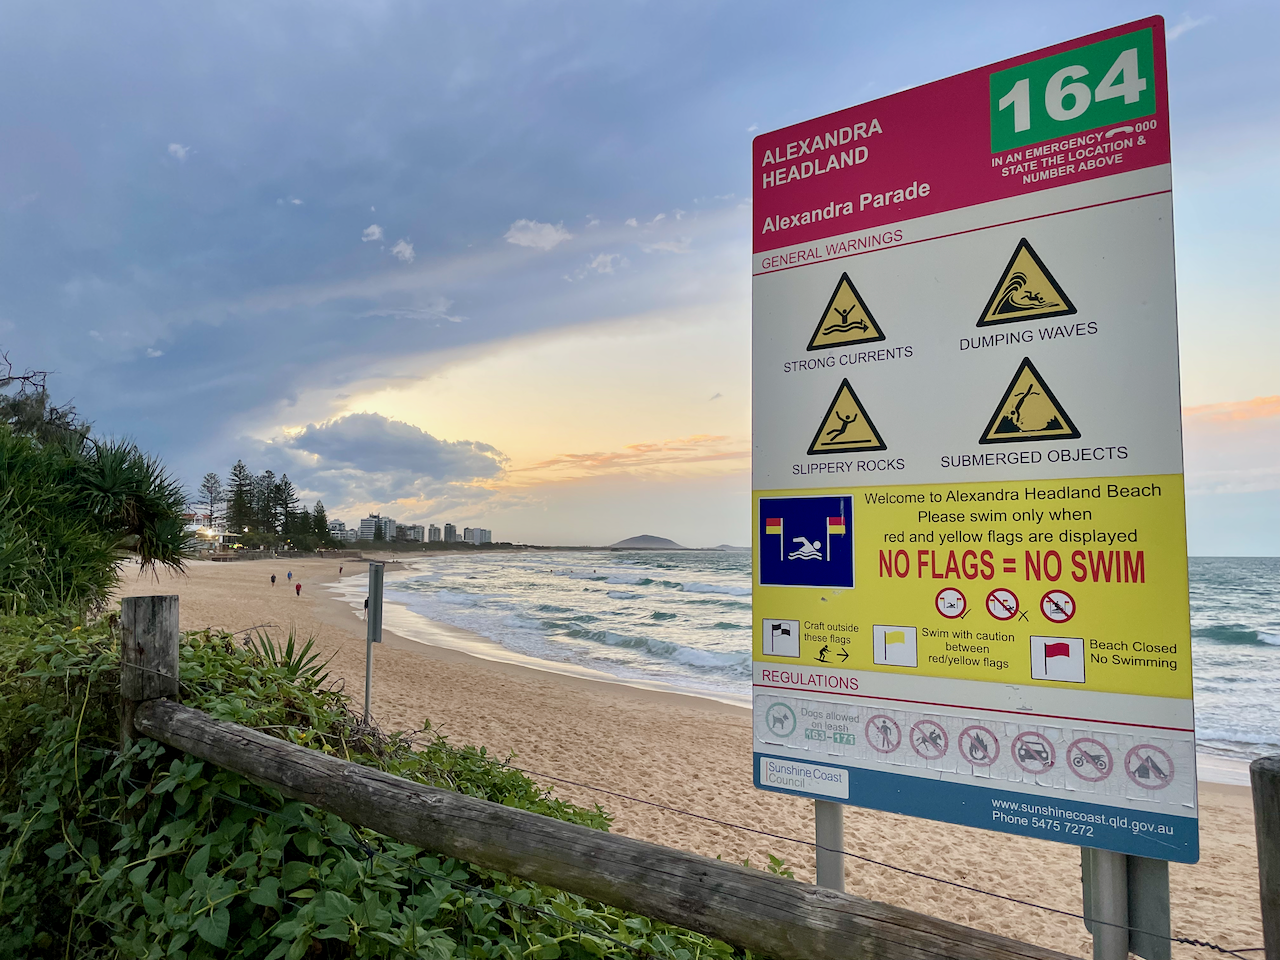 ALEXANDRA
HEADLAND
Alexandra Parade
164
IN AN EMERGENCY 000
STATE THE LOCATION &
NUMBER ABOVE
GENERAL WARNINGS
STRONG CURRENTS
DUMPING WAVES
SLIPPERY ROCKS
SUBMERGED OBJECTS
Welcome to Alexandra Headland Beach
Please swim only when
red and yellow flags are displayed
NO FLAGS = NO SWIM
Craft outside
these flags
Swim with caution
between
red/yellow flags
Beach Closed
No Swimming
REGULATIONS
Dogs allowed
on leash
163-171
Sunshine Coast
Council
www.sunshinecoast.qld.gov.au
Phone 5475 7272